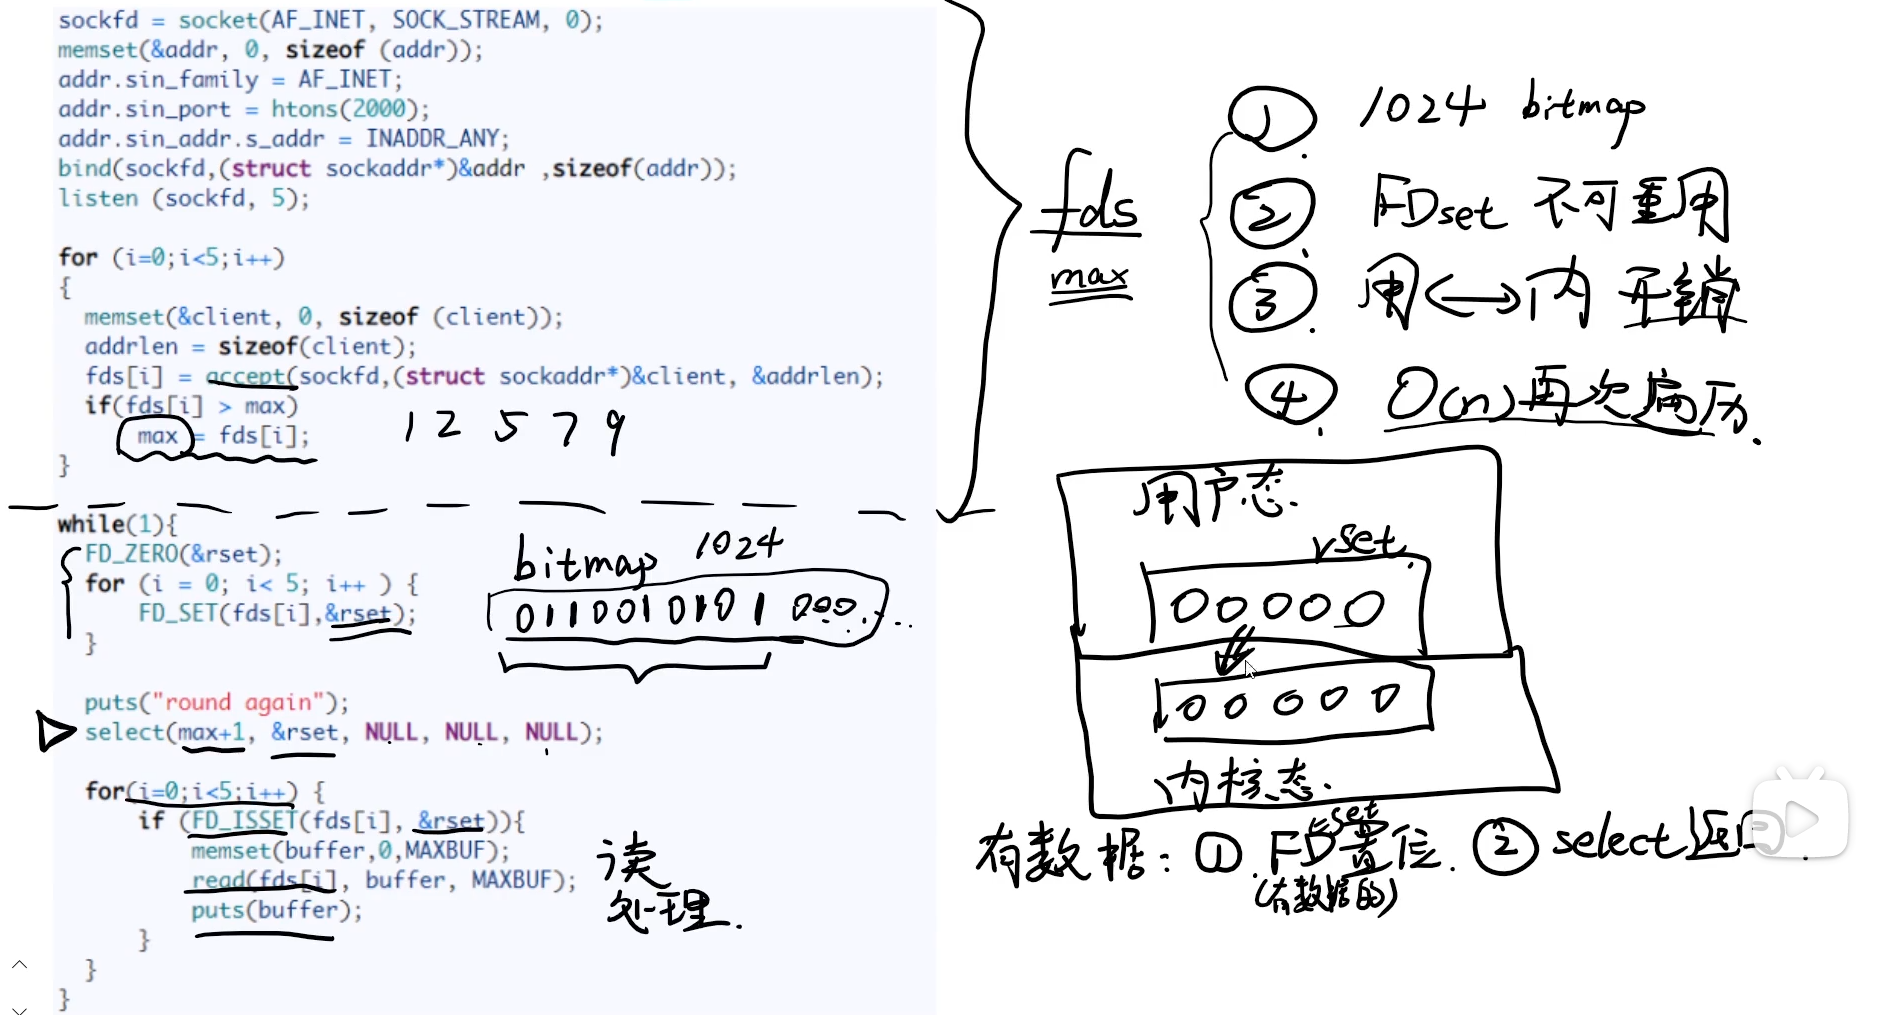 sockfd = socket(AF_INET, SOCK_STREAM, 0);
memset(&addr, 0, sizeof (addr));
addr.sin_family = AF_INET;
addr.sin_port = htons(2000);
addr.sin_addr.s_addr = INADDR_ANY;
bind(sockfd,(struct sockaddr*)&addr ,sizeof(addr));
listen (sockfd, 5);
for (i=0;i<5;i++)
{
memset(&client, 0, sizeof (client));
addrlen = sizeof(client);
fds[i] = accept(sockfd,(struct sockaddr*)&client, &addrlen);
if(fds[i] > max)
max = fds[i];
}
1 2 5 7 9
while(1){
FD_ZERO(&rset);
for (i = 0; i< 5; i++ ) {
FD_SET(fds[i],&rset);
}
bitmap 1024
0110010101 000...
puts("round again");
select(max+1, &rset, NULL, NULL, NULL);
for(i=0;i<5;i++) {
if (FD_ISSET(fds[i], &rset)){
memset(buffer,0,MAXBUF);
read(fds[i], buffer, MAXBUF);
puts(buffer);
}
}
}
读
处理.
fds
max
① 1024 bitmap
② FDset 不可重用
③ 用<->内 开销
④ O(n)再次遍历.
用户态.
rset
00000
00000
内核态.
rset
有数据: ① FD置位. ② select返回.
(有数据的)